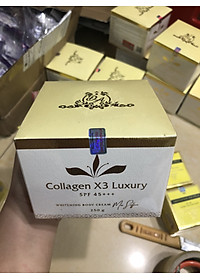 Collagen X3 Luxury
SPF 45+++
WHITENING BODY CREAM
250 g